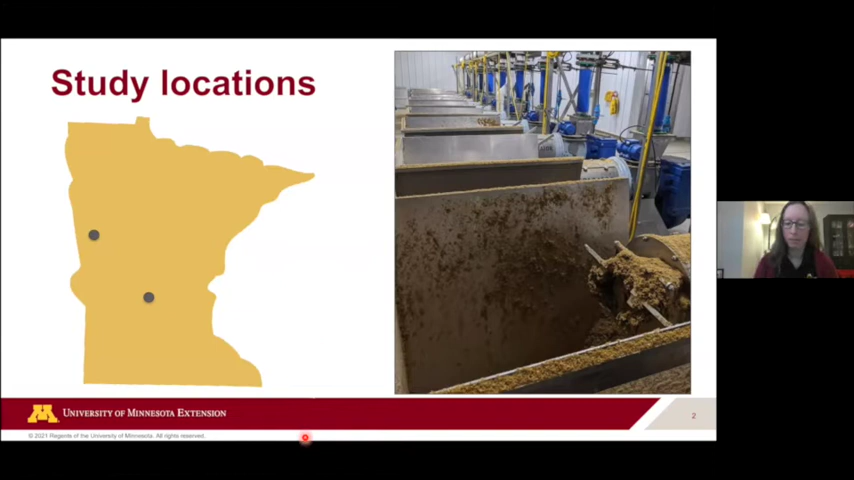 Study locations
UNIVERSITY OF MINNESOTA EXTENSION
2
© 2021 Regents of the University of Minnesota. All rights reserved.